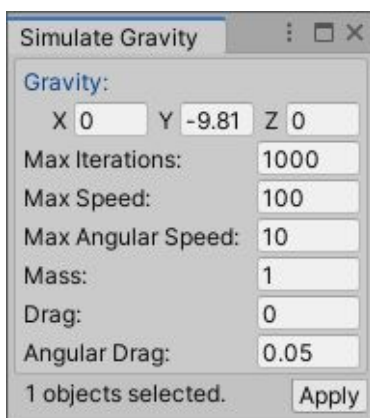 Simulate Gravity
Gravity:
X 0 Y -9.81 Z 0
Max Iterations: 1000
Max Speed: 100
Max Angular Speed: 10
Mass: 1
Drag: 0
Angular Drag: 0.05
1 objects selected. Apply